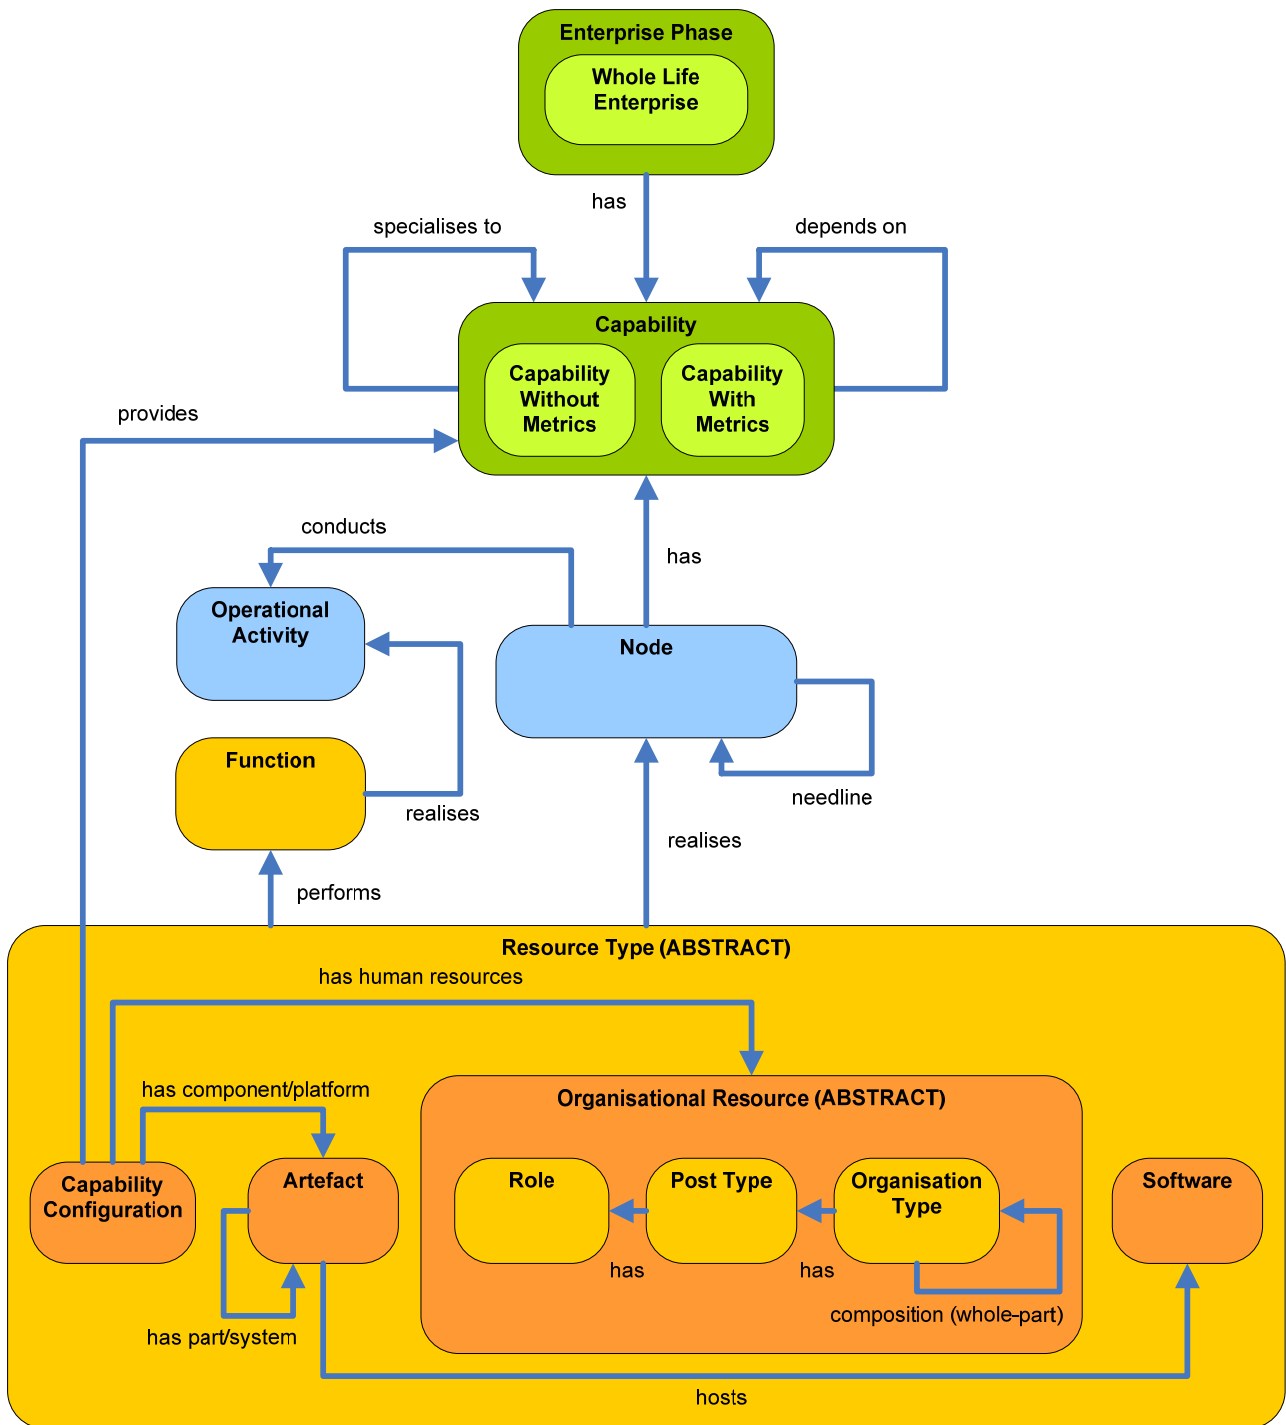 Enterprise Phase
Whole Life
Enterprise
has
specialises to
depends on
Capability
Capability
Without
Metrics
Capability
With
Metrics
provides
conducts
has
Operational
Activity
Node
Function
realises
needline
realises
performs
Resource Type (ABSTRACT)
has human resources
has component/platform
Organisational Resource (ABSTRACT)
Capability
Configuration
Artefact
Role
Post Type
Organisation
Type
Software
has
has
composition (whole-part)
has part/system
hosts